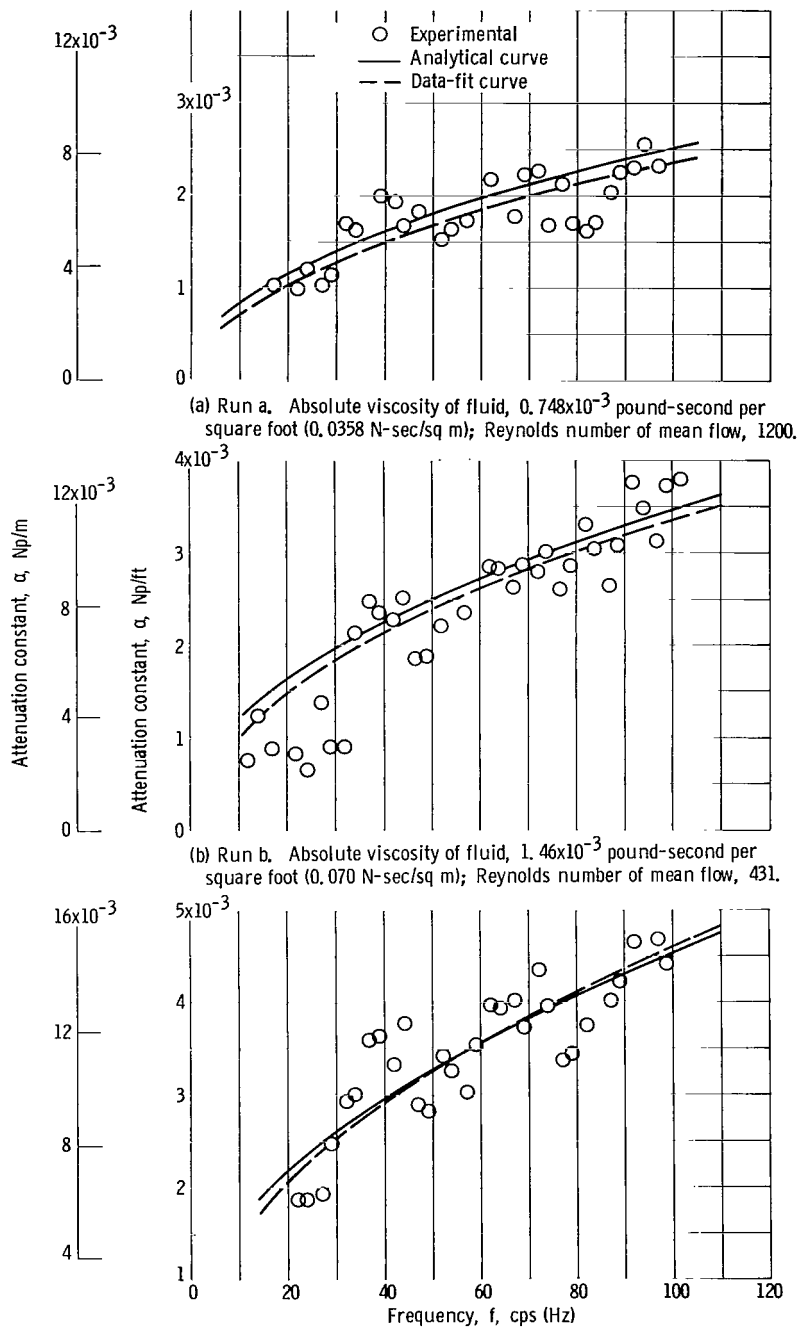 12x10-3
8
4
0
3x10-3
2
1
0
Experimental
Analytical curve
Data-fit curve
(a) Run a. Absolute viscosity of fluid, 0.748x10-3 pound-second per
square foot (0.0358 N-sec/sq m); Reynolds number of mean flow, 1200.
Attenuation constant, α, Np/m
12x10-3
8
4
0
Attenuation constant, α, Np/ft
4x10-3
3
2
1
0
(b) Run b. Absolute viscosity of fluid, 1.46x10-3 pound-second per
square foot (0.070 N-sec/sq m); Reynolds number of mean flow, 431.
16x10-3
12
8
4
5x10-3
4
3
2
1
0 20 40 60 80 100 120
Frequency, f, cps (Hz)